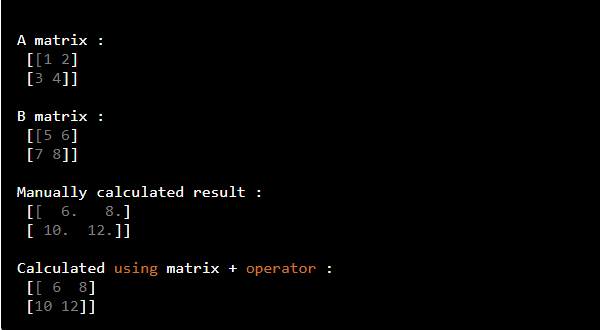 A matrix :
[[1 2]
[3 4]]
B matrix :
[[5 6]
[7 8]]
Manually calculated result :
[[  6.   8.]
[ 10.  12.]]
Calculated using matrix + operator :
[[ 6  8]
[10 12]]